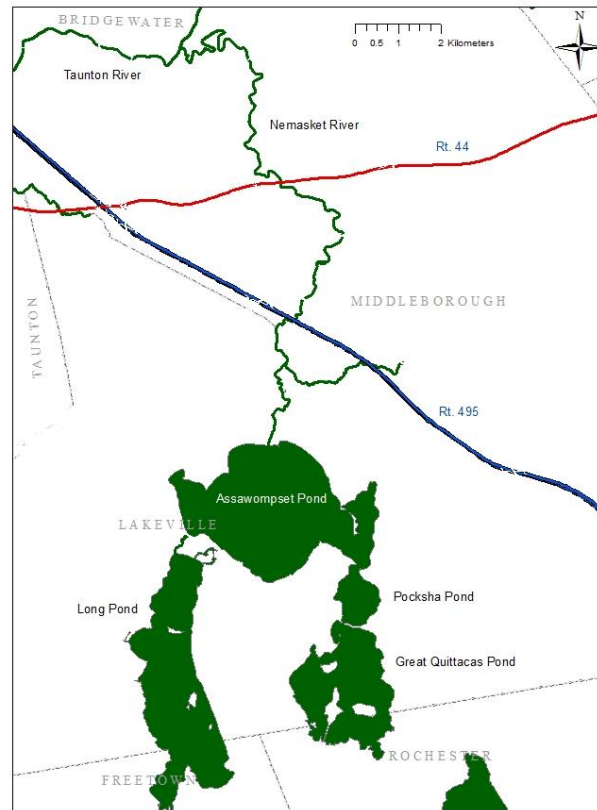 BRIDGEWATER
N
0 0.5 1 2 Kilometers
Taunton River
Nemasket River
Rt. 44
MIDDLEBOROUGH
TAUNTON
Rt. 495
Assawompset Pond
LAKEVILLE
Long Pond
Pocksha Pond
Great Quittacas Pond
ROCHESTER
FREETOWN